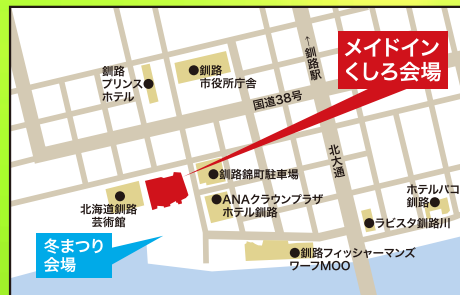 メイドイン
くしろ会場
↑釧路駅
釧路
プリンス
ホテル
釧路
市役所庁舎
国道38号
北大通
釧路錦町駐車場
ANAクラウンプラザ
ホテル釧路
北海道釧路
芸術館
ホテルパコ
釧路
ラビスタ釧路川
冬まつり
会場
釧路フィッシャーマンズ
ワーフMOO